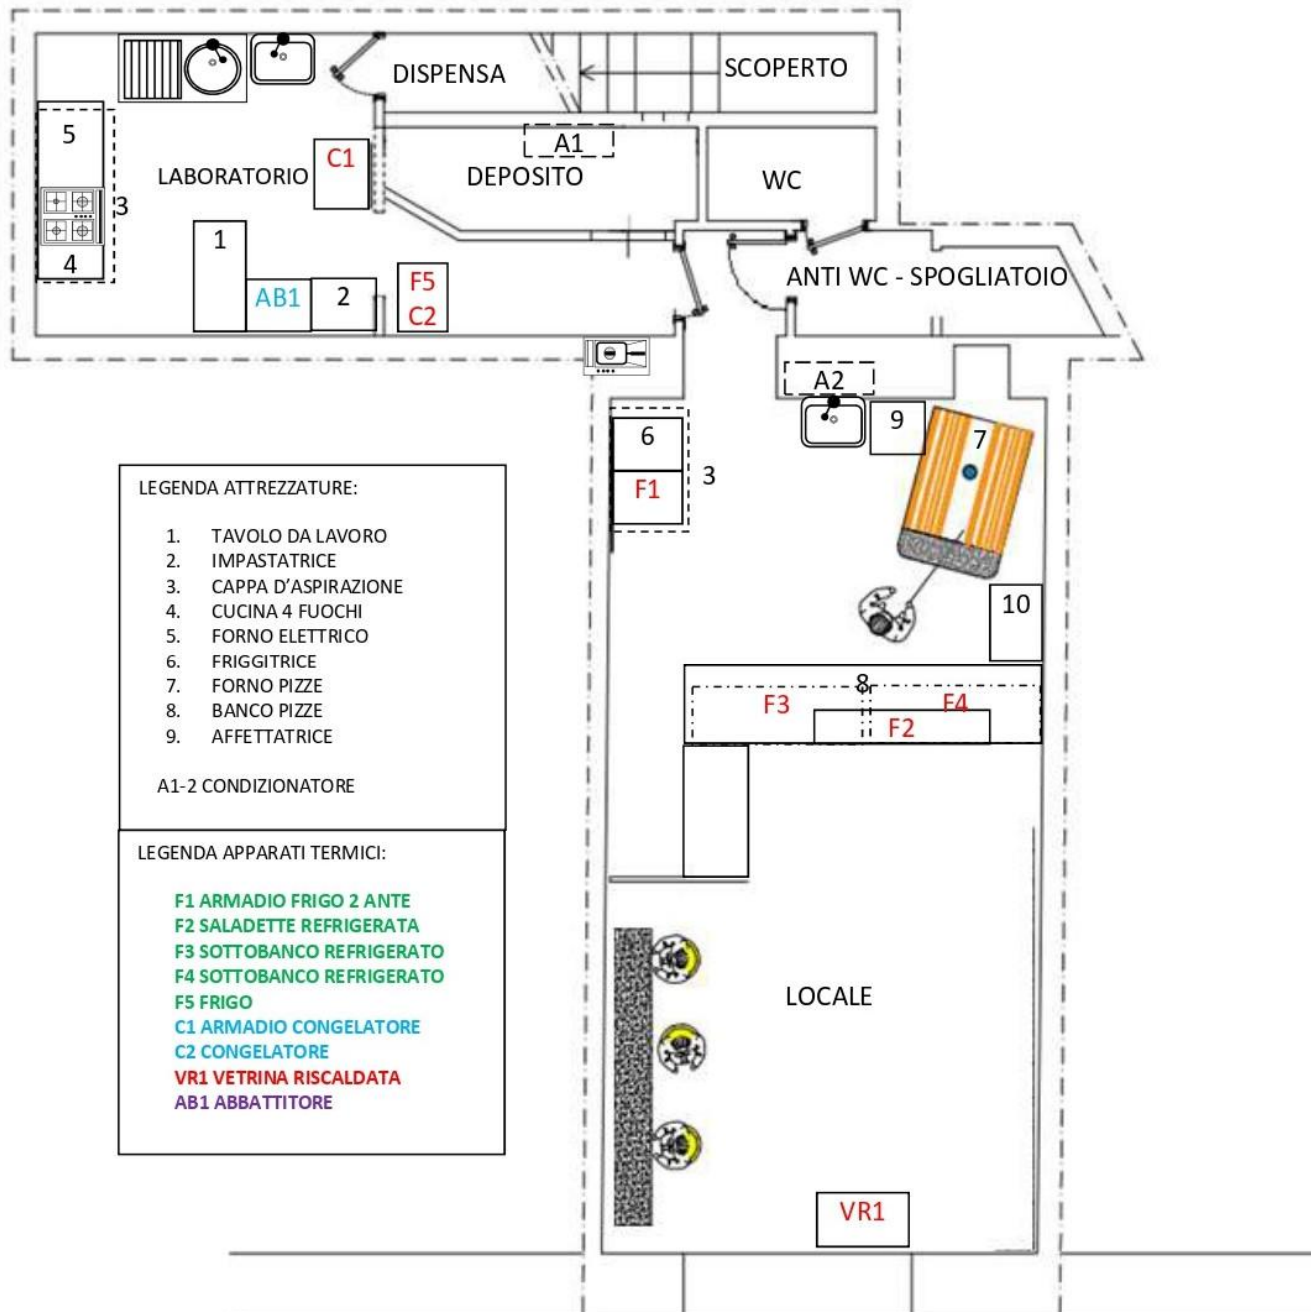 DISPENSA
SCOPERTO
5
A1
C1
LABORATORIO
DEPOSITO
WC
3
1
4
AB1
2
F5
C2
ANTI WC - SPOGLIATOIO
A2
6
9
7
F1
3
10
8
F3
F4
F2
LOCALE
VR1
LEGENDA ATTREZZATURE:
1. TAVOLO DA LAVORO
2. IMPASTATRICE
3. CAPPA D'ASPIRAZIONE
4. CUCINA 4 FUOCHI
5. FORNO ELETTRICO
6. FRIGGITRICE
7. FORNO PIZZE
8. BANCO PIZZE
9. AFFETTATRICE
A1-2 CONDIZIONATORE
LEGENDA APPARATI TERMICI:
F1 ARMADIO FRIGO 2 ANTE
F2 SALADETTE REFRIGERATA
F3 SOTTOBANCO REFRIGERATO
F4 SOTTOBANCO REFRIGERATO
F5 FRIGO
C1 ARMADIO CONGELATORE
C2 CONGELATORE
VR1 VETRINA RISCALDATA
AB1 ABBATTITORE